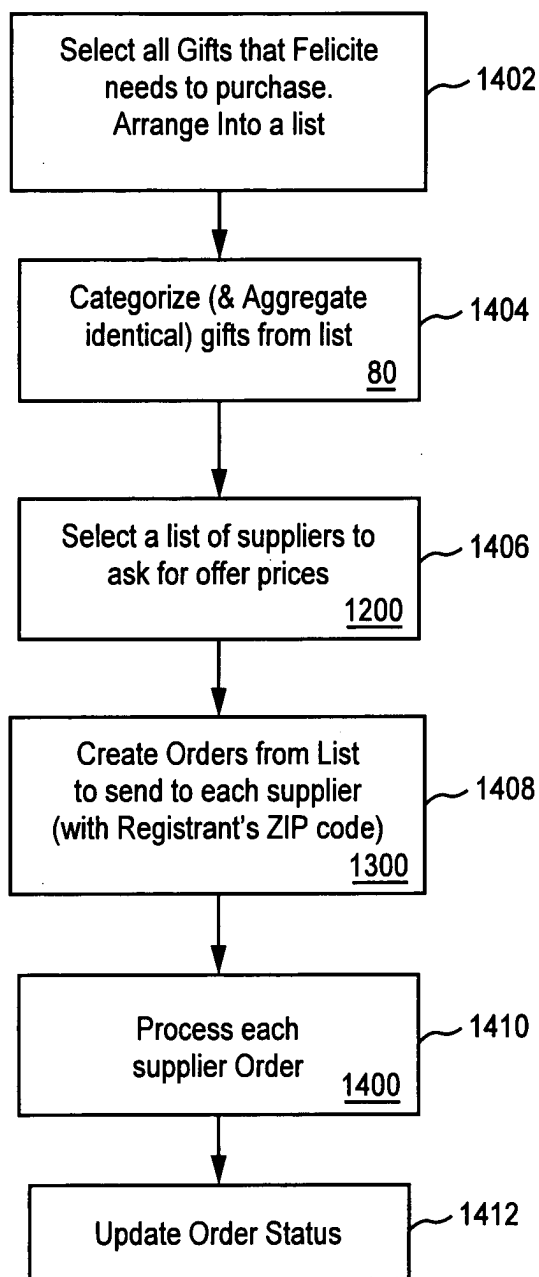 Select all Gifts that Felicite
needs to purchase.
Arrange Into a list
1402
Categorize (& Aggregate
identical) gifts from list
80
1404
Select a list of suppliers to
ask for offer prices
1200
1406
Create Orders from List
to send to each supplier
(with Registrant's ZIP code)
1300
1408
Process each
supplier Order
1400
1410
Update Order Status
1412